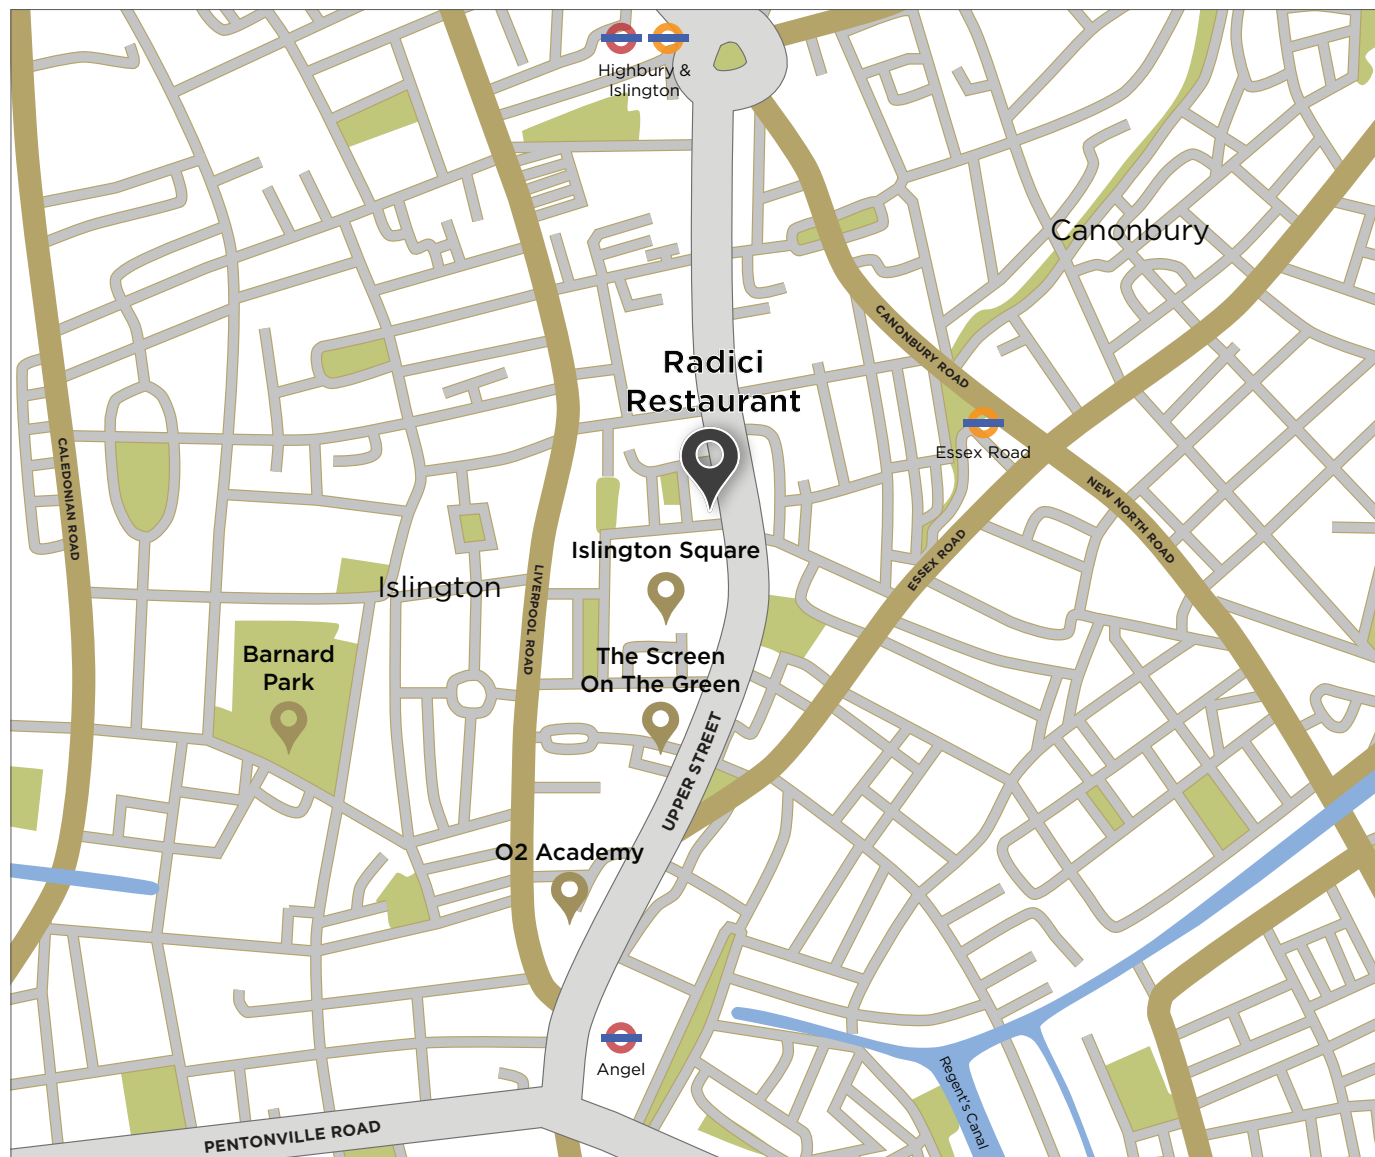 Highbury &
Islington
Canonbury
CANONBURY ROAD
Radici
Restaurant
Essex Road
CALEDONIAN ROAD
NEW NORTH ROAD
ESSEX ROAD
Islington Square
LIVERPOOL ROAD
Islington
Barnard
Park
The Screen
On The Green
UPPER STREET
O2 Academy
Angel
Regent's Canal
PENTONVILLE ROAD